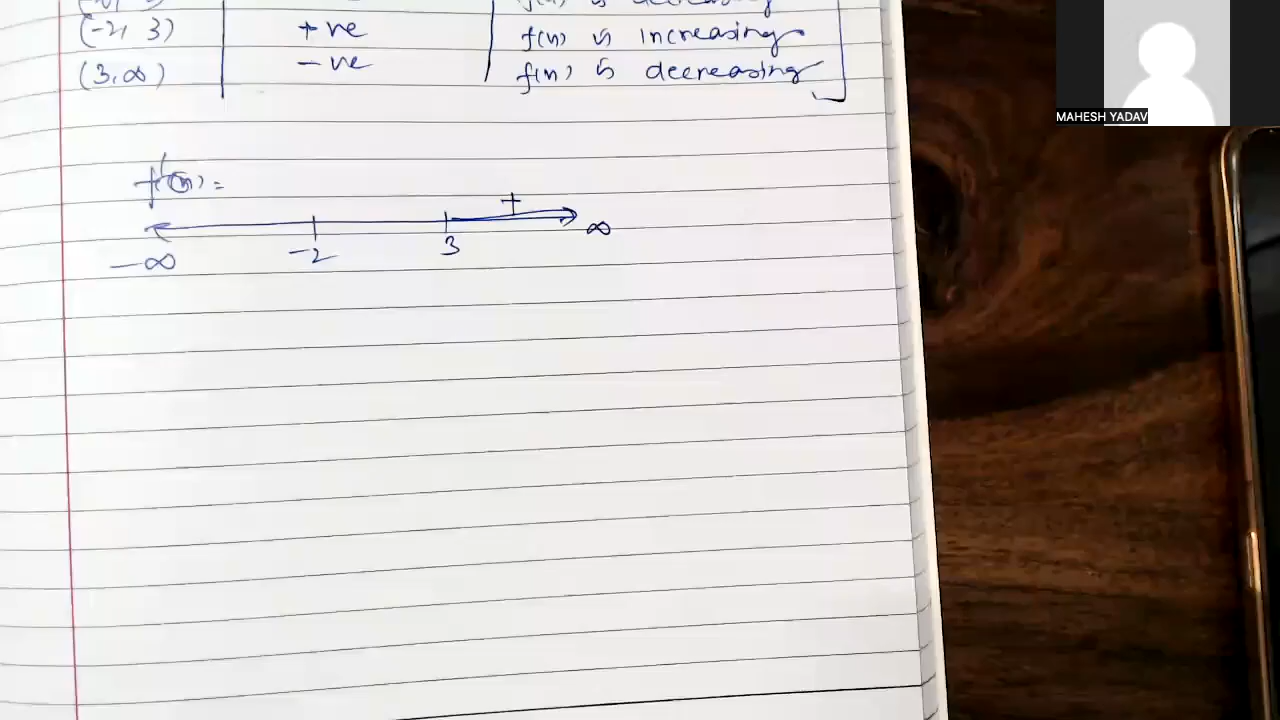 (-2, 3) +ve f(x) is increasing
(3, ∞) -ve f(x) is decreasing
f'(x) =
+
-∞ -2 3 ∞
MAHESH YADAV